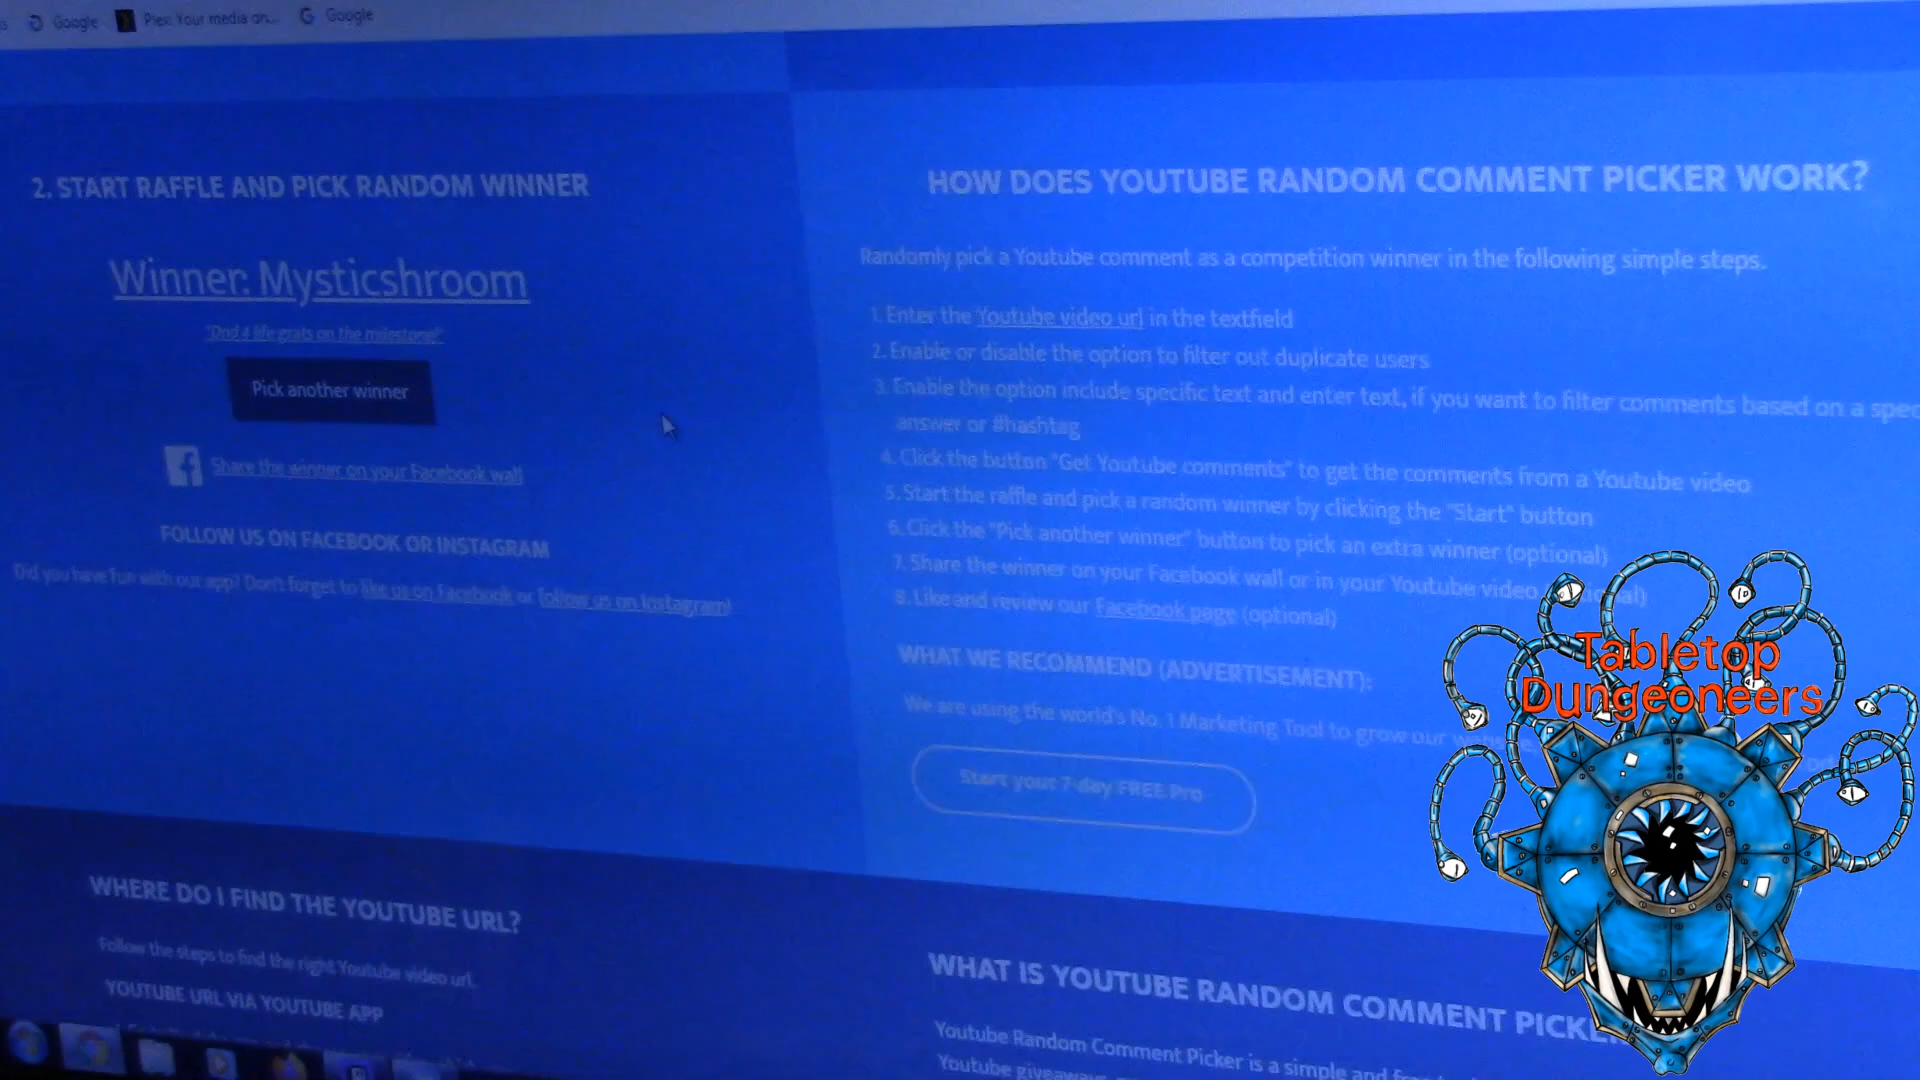 Google
Plex: Your media an...
Google
2. START RAFFLE AND PICK RANDOM WINNER
Winner: Mysticshroom
"Dnd 4 life grats on the milestone!"
Pick another winner
Share the winner on your Facebook wall
FOLLOW US ON FACEBOOK OR INSTAGRAM
Did you have fun with our app? Don't forget to like us on Facebook or follow us on Instagram!
WHERE DO I FIND THE YOUTUBE URL?
Follow the steps to find the right Youtube video url.
YOUTUBE URL VIA YOUTUBE APP
HOW DOES YOUTUBE RANDOM COMMENT PICKER WORK?
Randomly pick a Youtube comment as a competition winner in the following simple steps.
1. Enter the Youtube video url in the textfield
2. Enable or disable the option to filter out duplicate users
3. Enable the option include specific text and enter text, if you want to filter comments based on a spec
answer or #hashtag
4. Click the button "Get Youtube comments" to get the comments from a Youtube video
5. Start the raffle and pick a random winner by clicking the "Start" button
6. Click the "Pick another winner" button to pick an extra winner (optional)
7. Share the winner on your Facebook wall or in your Youtube video
8. Like and review our Facebook page (optional)
WHAT WE RECOMMEND (ADVERTISEMENT):
We are using the world's No. 1 Marketing Tool to grow our
Start your 7-day FREE Pro
WHAT IS YOUTUBE RANDOM COMMENT PICKE
Youtube Random Comment Picker is a simple and
Youtube giveaways
Tabletop
Dungeoneers